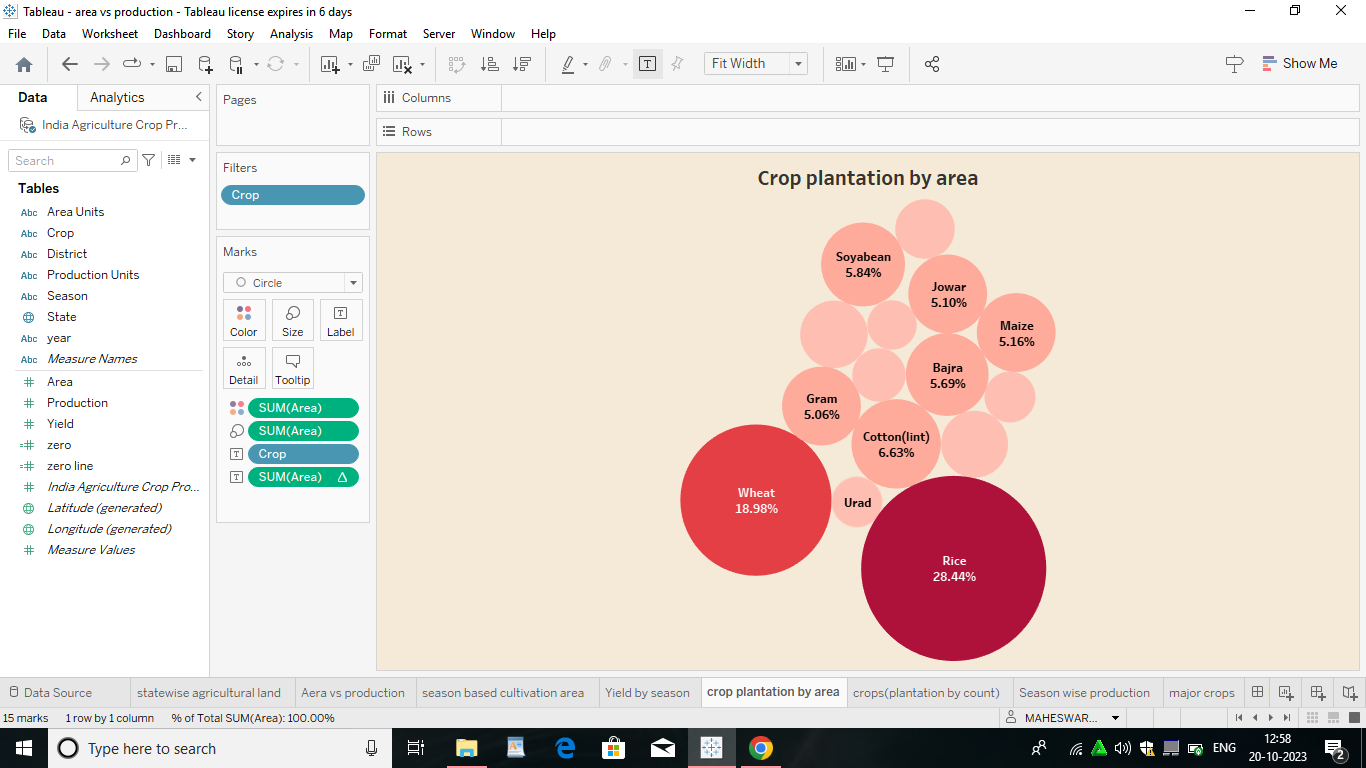 Tableau - area vs production - Tableau license expires in 6 days
File Data Worksheet Dashboard Story Analysis Map Format Server Window Help
Fit Width
Show Me
Data Analytics
India Agriculture Crop Pr...
Search
Tables
Abc Area Units
Abc Crop
Abc District
Abc Production Units
Abc Season
State
Abc year
Abc Measure Names
# Area
# Production
# Yield
=# zero
=# zero line
# India Agriculture Crop Pro...
Latitude (generated)
Longitude (generated)
# Measure Values
Pages
Filters
Crop
Marks
Circle
Color Size Label
Detail Tooltip
SUM(Area)
SUM(Area)
Crop
SUM(Area) Δ
Columns
Rows
Crop plantation by area
Soyabean
5.84%
Jowar
5.10%
Maize
5.16%
Bajra
5.69%
Gram
5.06%
Cotton(lint)
6.63%
Wheat
18.98%
Urad
Rice
28.44%
Data Source statewise agricultural land Aera vs production season based cultivation area Yield by season crop plantation by area crops(plantation by count) Season wise production major crops
15 marks 1 row by 1 column % of Total SUM(Area): 100.00% MAHESWAR...
Type here to search
ENG
12:58
20-10-2023
2